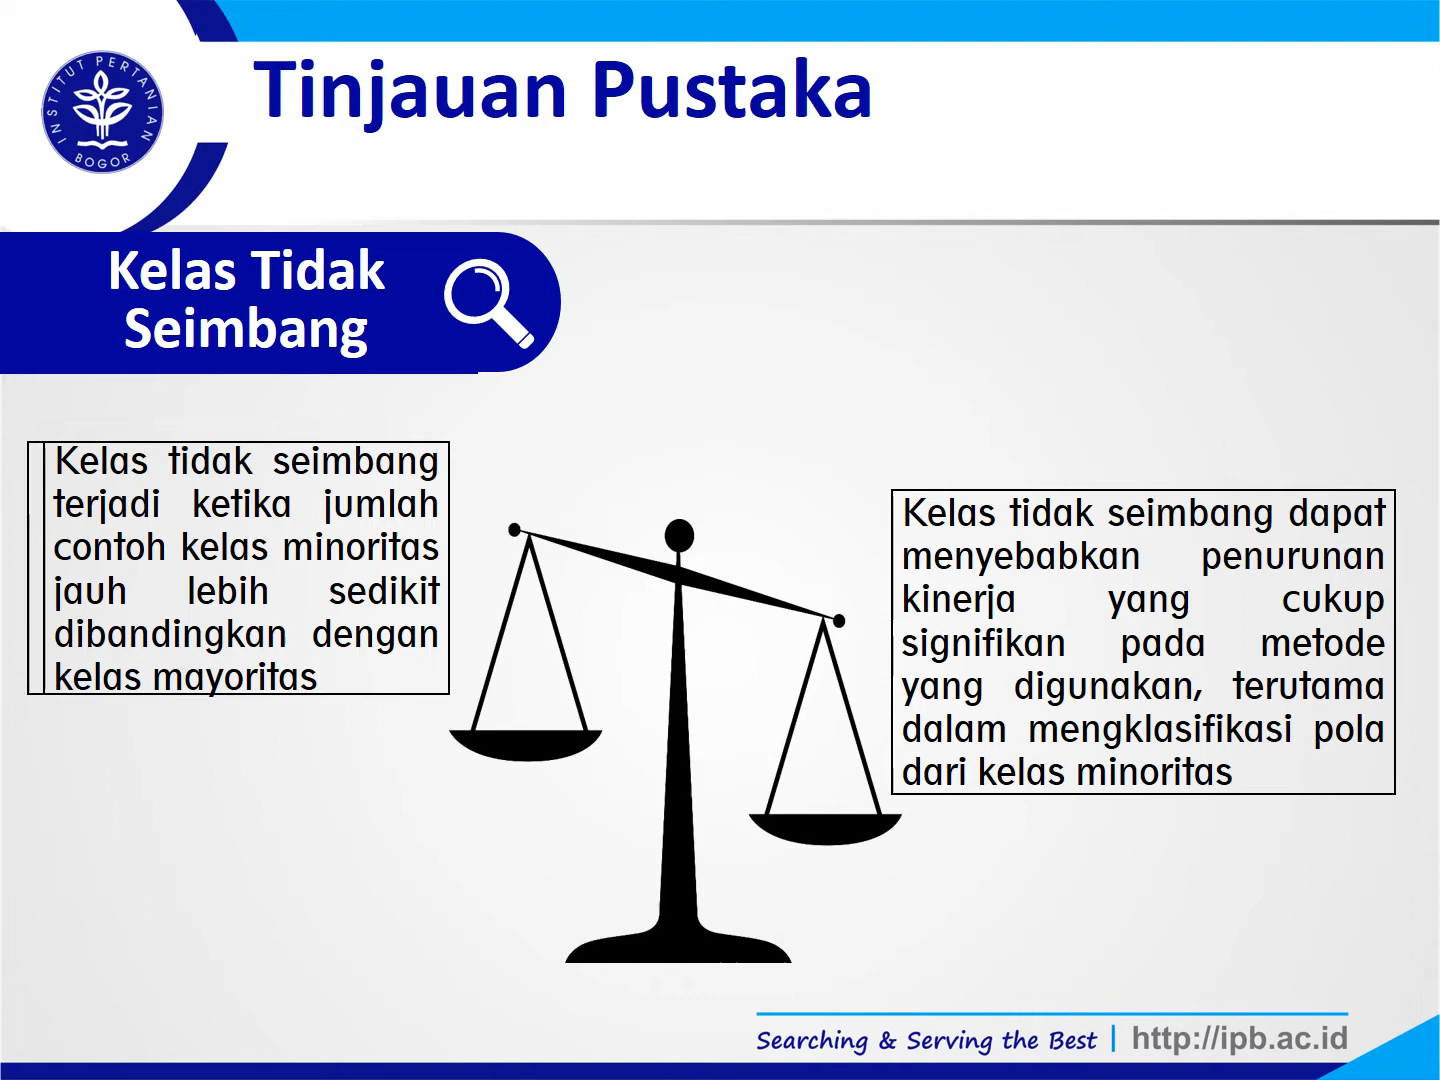 INSTITUT PERTANIAN
BOGOR
Tinjauan Pustaka
Kelas Tidak
Seimbang
Kelas tidak seimbang
terjadi ketika jumlah
contoh kelas minoritas
jauh lebih sedikit
dibandingkan dengan
kelas mayoritas
Kelas tidak seimbang dapat
menyebabkan penurunan
kinerja yang cukup
signifikan pada metode
yang digunakan, terutama
dalam mengklasifikasi pola
dari kelas minoritas
Searching & Serving the Best | http://ipb.ac.id